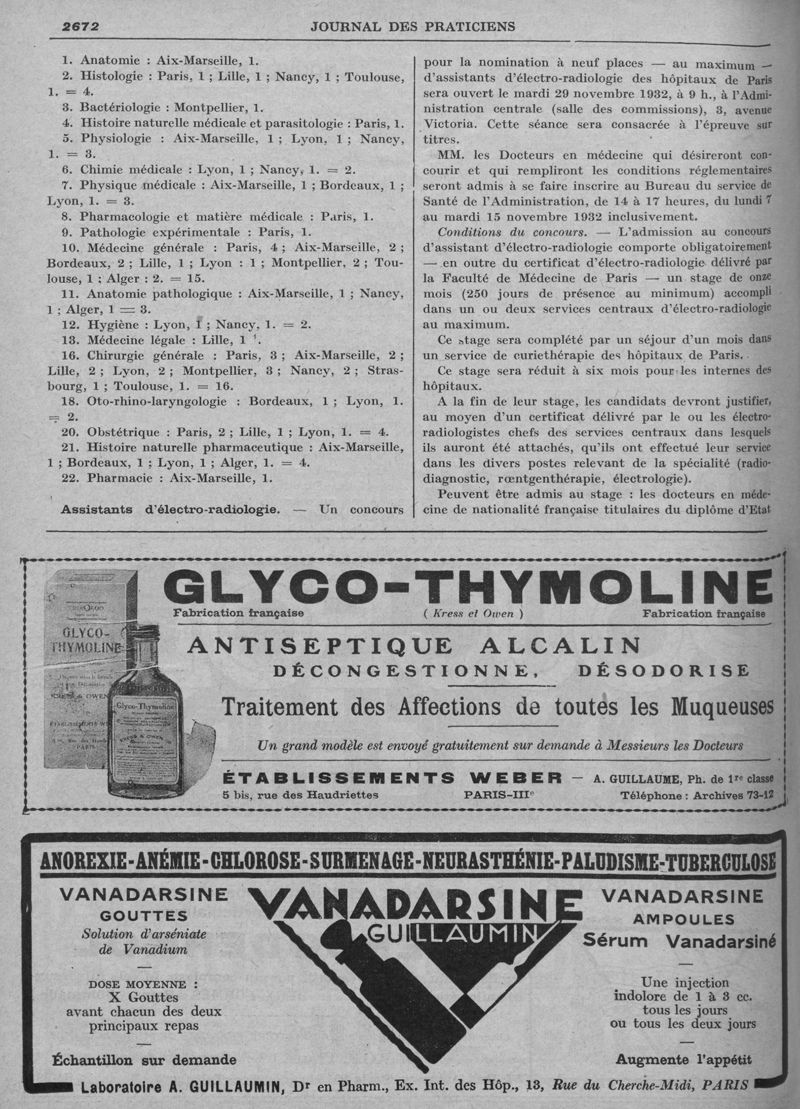 2672
JOURNAL DES PRATICIENS
1. Anatomie : Aix-Marseille, 1.
2. Histologie : Paris, 1 ; Lille, 1 ; Nancy, 1 ; Toulouse,
1. = 4.
3. Bactériologie : Montpellier, 1.
4. Histoire naturelle médicale et parasitologie : Paris, 1.
5. Physiologie : Aix-Marseille, 1 ; Lyon, 1 ; Nancy,
1. = 3.
6. Chimie médicale : Lyon, 1 ; Nancy, 1. = 2.
7. Physique médicale : Aix-Marseille, 1 ; Bordeaux, 1 ;
Lyon, 1. = 3.
8. Pharmacologie et matière médicale : Paris, 1.
9. Pathologie expérimentale : Paris, 1.
10. Médecine générale : Paris, 4 ; Aix-Marseille, 2 ;
Bordeaux, 2 ; Lille, 1 ; Lyon : 1 ; Montpellier, 2 ; Tou-
louse, 1 ; Alger : 2. = 15.
11. Anatomie pathologique : Aix-Marseille, 1 ; Nancy,
1 ; Alger, 1 = 3.
12. Hygiène : Lyon, 1 ; Nancy, 1. = 2.
13. Médecine légale : Lille, 1 ¹.
16. Chirurgie générale : Paris, 3 ; Aix-Marseille, 2 ;
Lille, 2 ; Lyon, 2 ; Montpellier, 3 ; Nancy, 2 ; Stras-
bourg, 1 ; Toulouse, 1. = 16.
18. Oto-rhino-laryngologie : Bordeaux, 1 ; Lyon, 1.
= 2.
20. Obstétrique : Paris, 2 ; Lille, 1 ; Lyon, 1. = 4.
21. Histoire naturelle pharmaceutique : Aix-Marseille,
1 ; Bordeaux, 1 ; Lyon, 1 ; Alger, 1. = 4.
22. Pharmacie : Aix-Marseille, 1.
Assistants d'électro-radiologie. — Un concours
pour la nomination à neuf places — au maximum —
d'assistants d'électro-radiologie des hôpitaux de Paris
sera ouvert le mardi 29 novembre 1932, à 9 h., à l'Admi-
nistration centrale (salle des commissions), 3, avenue
Victoria. Cette séance sera consacrée à l'épreuve sur
titres.
MM. les Docteurs en médecine qui désireront con-
courir et qui rempliront les conditions réglementaires
seront admis à se faire inscrire au Bureau du service de
Santé de l'Administration, de 14 à 17 heures, du lundi 7
au mardi 15 novembre 1932 inclusivement.
Conditions du concours. — L'admission au concours
d'assistant d'électro-radiologie comporte obligatoirement
— en outre du certificat d'électro-radiologie délivré par
la Faculté de Médecine de Paris — un stage de onze
mois (250 jours de présence au minimum) accompli
dans un ou deux services centraux d'électro-radiologie
au maximum.
Ce stage sera complété par un séjour d'un mois dans
un service de curiethérapie des hôpitaux de Paris.
Ce stage sera réduit à six mois pour les internes des
hôpitaux.
A la fin de leur stage, les candidats devront justifier,
au moyen d'un certificat délivré par le ou les électro-
radiologistes chefs des services centraux dans lesquels
ils auront été attachés, qu'ils ont effectué leur service
dans les divers postes relevant de la spécialité (radio-
diagnostic, rœntgenthérapie, électrologie).
Peuvent être admis au stage : les docteurs en méde-
cine de nationalité française titulaires du diplôme d'Etat
GLYCO-THYMOLINE
Fabrication française
( Kress et Owen )
Fabrication française
GLYCO-
THYMOLINE
KRESS & OWEN
PARIS
Glyco-Thymoline
ANTISEPTIQUE ALCALIN
DÉCONGESTIONNE, DÉSODORISE
Traitement des Affections de toutes les Muqueuses
Un grand modèle est envoyé gratuitement sur demande à Messieurs les Docteurs
ÉTABLISSEMENTS WEBER — A. GUILLAUME, Ph. de 1re classe
5 bis, rue des Haudriettes PARIS-IIIe Téléphone : Archives 73-12
ANOREXIE-ANÉMIE-CHLOROSE-SURMENAGE-NEURASTHÉNIE-PALUDISME-TUBERCULOSE
VANADARSINE
GOUTTES
Solution d'arséniate
de Vanadium
DOSE MOYENNE :
X Gouttes
avant chacun des deux
principaux repas
Échantillon sur demande
VANADARSINE
GUILLAUMIN
VANADARSINE
AMPOULES
Sérum Vanadarsiné
Une injection
indolore de 1 à 3 cc.
tous les jours
ou tous les deux jours
Augmente l'appétit
Laboratoire A. GUILLAUMIN, Dr en Pharm., Ex. Int. des Hôp., 13, Rue du Cherche-Midi, PARIS